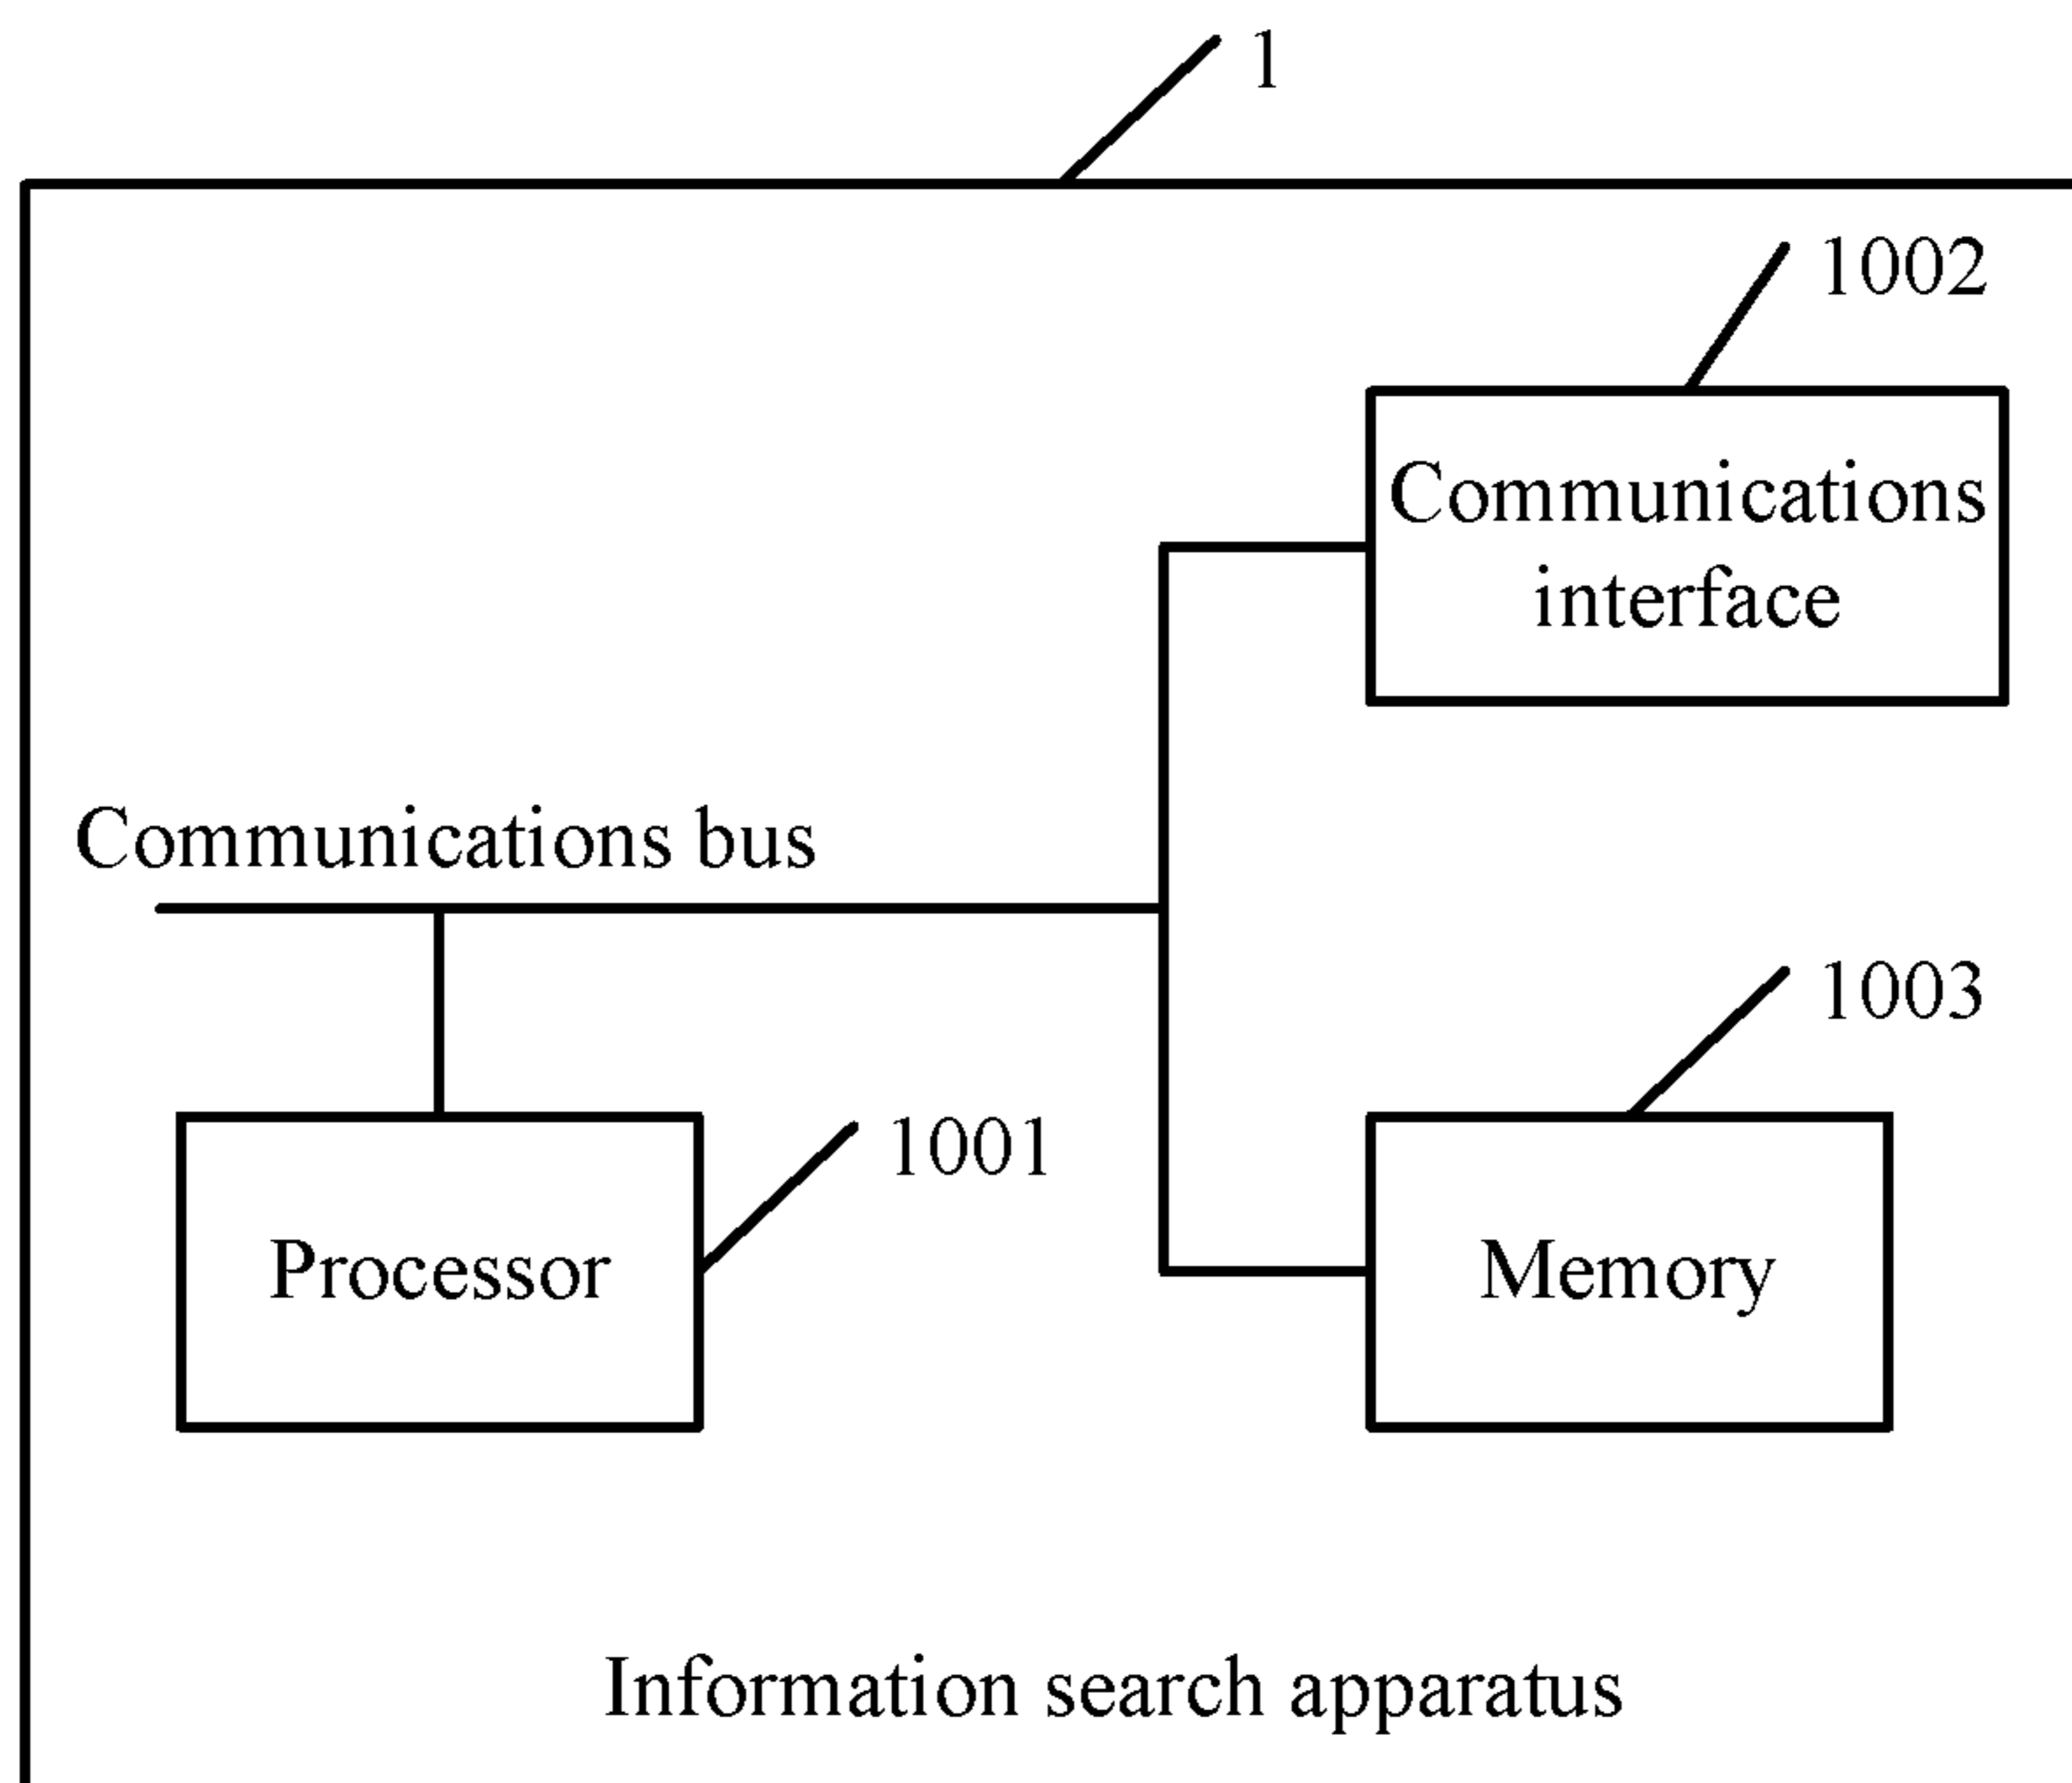 1
1002
Communications
interface
Communications bus
1003
1001
Processor
Memory
Information search apparatus